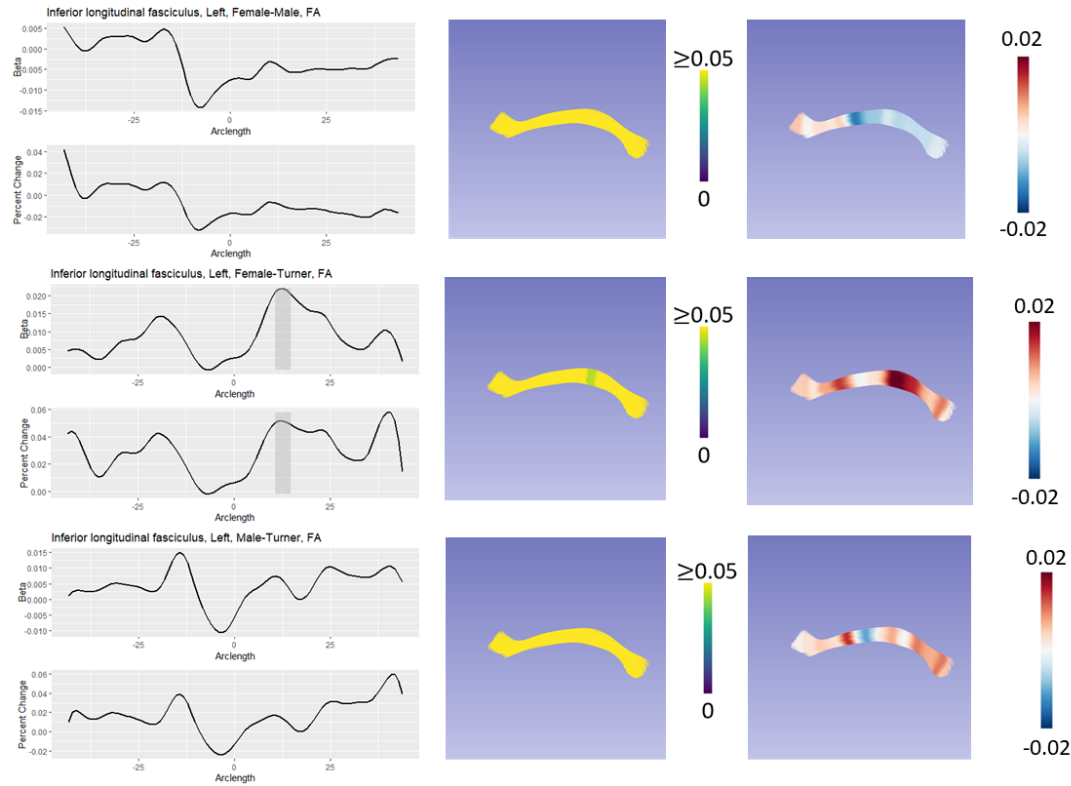 Inferior longitudinal fasciculus, Left, Female-Male, FA
0.005
0.000
-0.005
-0.010
-0.015
Beta
-25 0 25
Arclength
0.04
0.02
0.00
-0.02
Percent Change
-25 0 25
Arclength
≥0.05
0
0.02
-0.02
Inferior longitudinal fasciculus, Left, Female-Turner, FA
0.020
0.015
0.010
0.005
0.000
Beta
-25 0 25
Arclength
0.06
0.04
0.02
0.00
Percent Change
-25 0 25
Arclength
≥0.05
0
0.02
-0.02
Inferior longitudinal fasciculus, Left, Male-Turner, FA
0.015
0.010
0.005
0.000
-0.005
-0.010
Beta
-25 0 25
Arclength
0.06
0.04
0.02
0.00
-0.02
Percent Change
-25 0 25
Arclength
≥0.05
0
0.02
-0.02